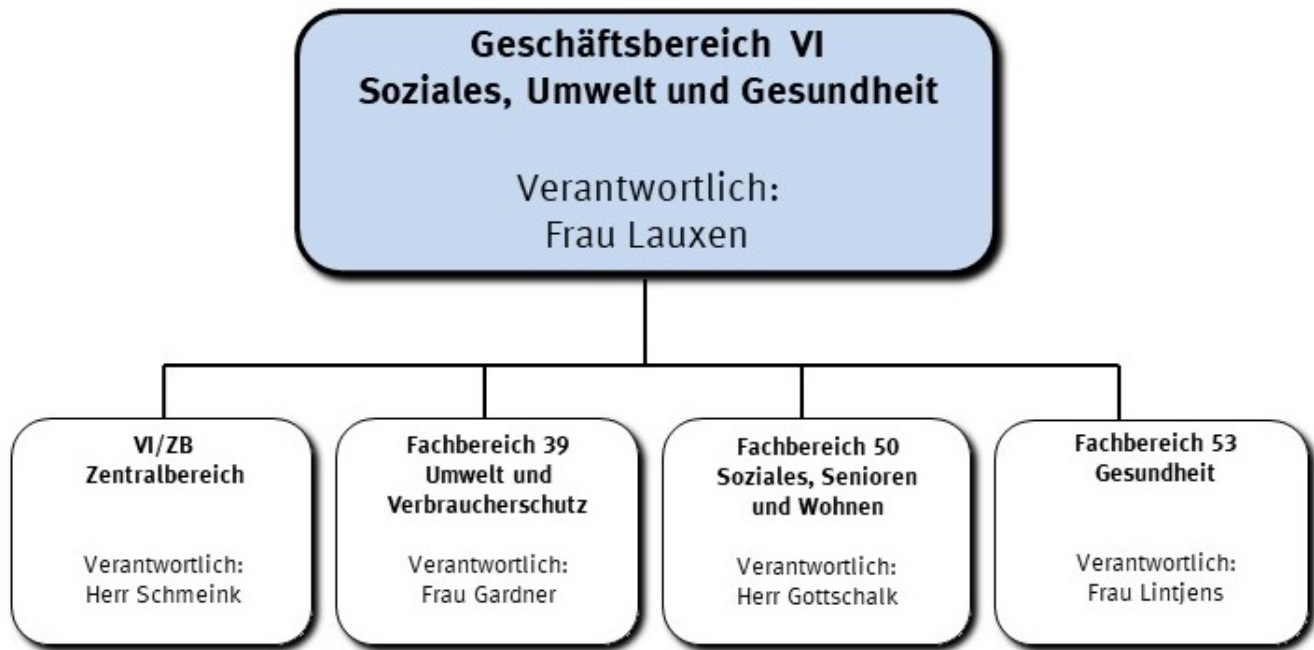 Geschäftsbereich VI
Soziales, Umwelt und Gesundheit
Verantwortlich:
Frau Lauxen
VI/ZB
Zentralbereich
Verantwortlich:
Herr Schmeink
Fachbereich 39
Umwelt und
Verbraucherschutz
Verantwortlich:
Frau Gardner
Fachbereich 50
Soziales, Senioren
und Wohnen
Verantwortlich:
Herr Gottschalk
Fachbereich 53
Gesundheit
Verantwortlich:
Frau Lintjens